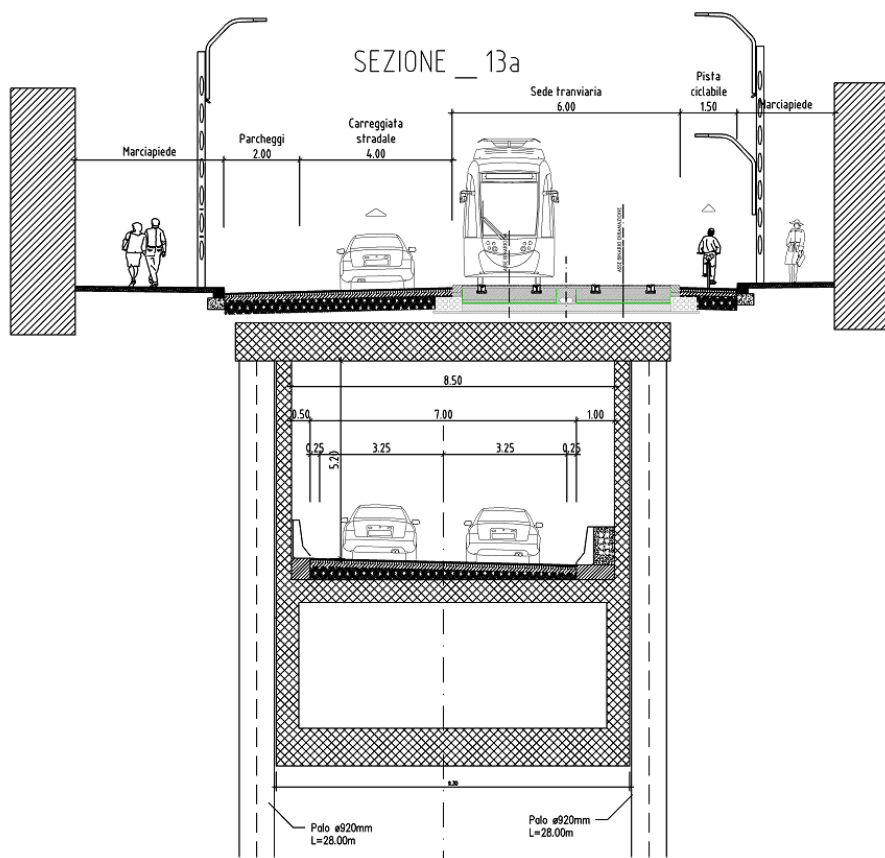 SEZIONE __ 13a
Sede tranviaria
6.00
Pista
ciclabile
1.50
Marciapiede
Carreggiata
stradale
4.00
Parcheggi
2.00
Marciapiede
8.50
0.50
7.00
1.00
0.25
3.25
3.25
0.25
5.20
Palo ø920mm
L=28.00m
Palo ø920mm
L=28.00m